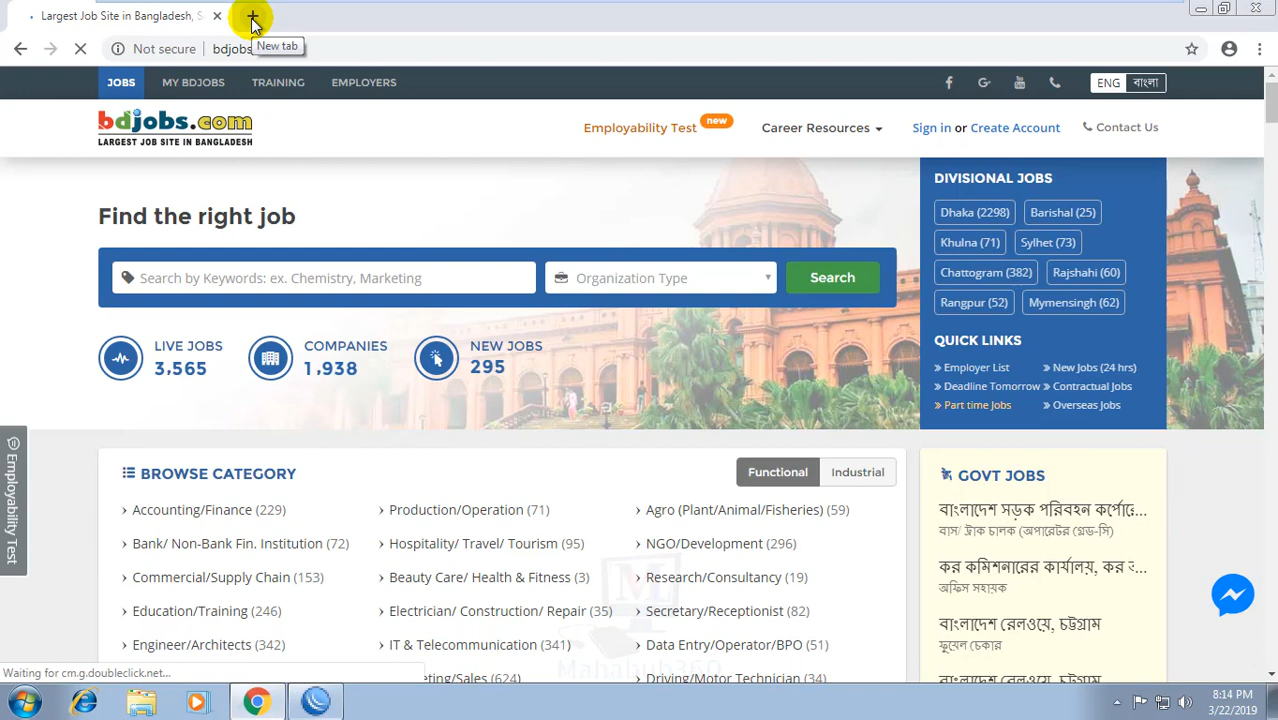 Largest Job Site in Bangladesh, S
New tab
Not secure
bdjobs
JOBS
MY BDJOBS
TRAINING
EMPLOYERS
ENG
বাংলা
bdjobs.com
LARGEST JOB SITE IN BANGLADESH
Employability Test
new
Career Resources
Sign in or Create Account
Contact Us
Find the right job
Search by Keywords: ex. Chemistry, Marketing
Organization Type
Search
LIVE JOBS
3,565
COMPANIES
1,938
NEW JOBS
295
DIVISIONAL JOBS
Dhaka (2298)
Barishal (25)
Khulna (71)
Sylhet (73)
Chattogram (382)
Rajshahi (60)
Rangpur (52)
Mymensingh (62)
QUICK LINKS
» Employer List
» New Jobs (24 hrs)
» Deadline Tomorrow
» Contractual Jobs
» Part time Jobs
» Overseas Jobs
Employability Test
BROWSE CATEGORY
Functional
Industrial
› Accounting/Finance (229)
› Production/Operation (71)
› Agro (Plant/Animal/Fisheries) (59)
› Bank/ Non-Bank Fin. Institution (72)
› Hospitality/ Travel/ Tourism (95)
› NGO/Development (296)
› Commercial/Supply Chain (153)
› Beauty Care/ Health & Fitness (3)
› Research/Consultancy (19)
› Education/Training (246)
› Electrician/ Construction/ Repair (35)
› Secretary/Receptionist (82)
› Engineer/Architects (342)
› IT & Telecommunication (341)
› Data Entry/Operator/BPO (51)
eting/Sales (624)
Driving/Motor Technician (34)
Mahabub360
GOVT JOBS
বাংলাদেশ সড়ক পরিবহন কর্পোরে...
বাস/ ট্রাক চালক (অপারেটর গ্রেড-সি)
কর কমিশনারের কার্যালয়, কর অ...
অফিস সহায়ক
বাংলাদেশ রেলওয়ে, চট্টগ্রাম
ফুয়েল চেকার
বাংলাদেশ রেলওয়ে, চট্টগ্রাম
Waiting for cm.g.doubleclick.net...
8:14 PM
3/22/2019